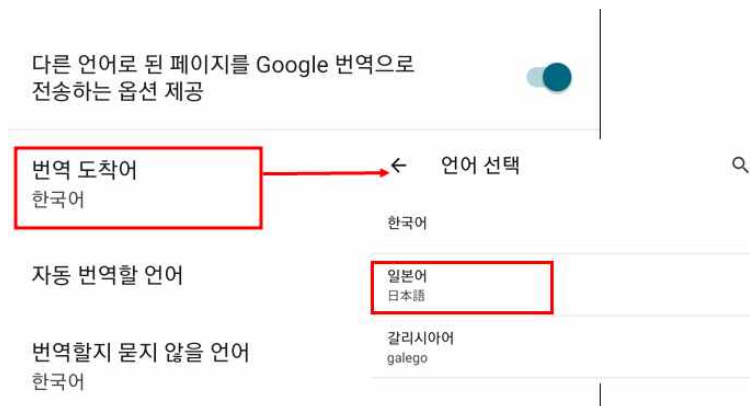 다른 언어로 된 페이지를 Google 번역으로
전송하는 옵션 제공
번역 도착어
한국어
자동 번역할 언어
번역할지 묻지 않을 언어
한국어
언어 선택
한국어
일본어
日本語
갈리시아어
galego